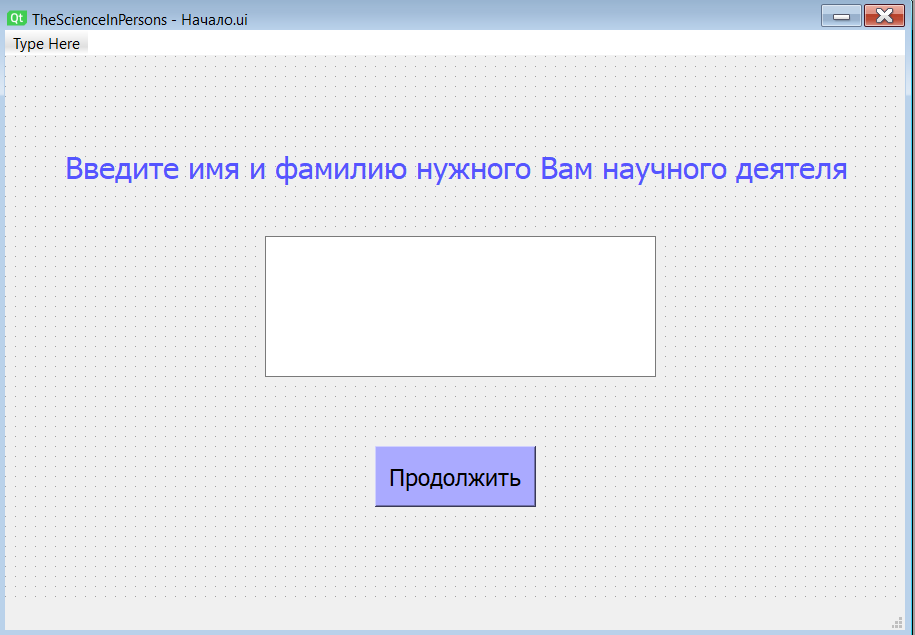 Qt TheScienceInPersons - Начало.ui
Type Here
Введите имя и фамилию нужного Вам научного деятеля
Продолжить